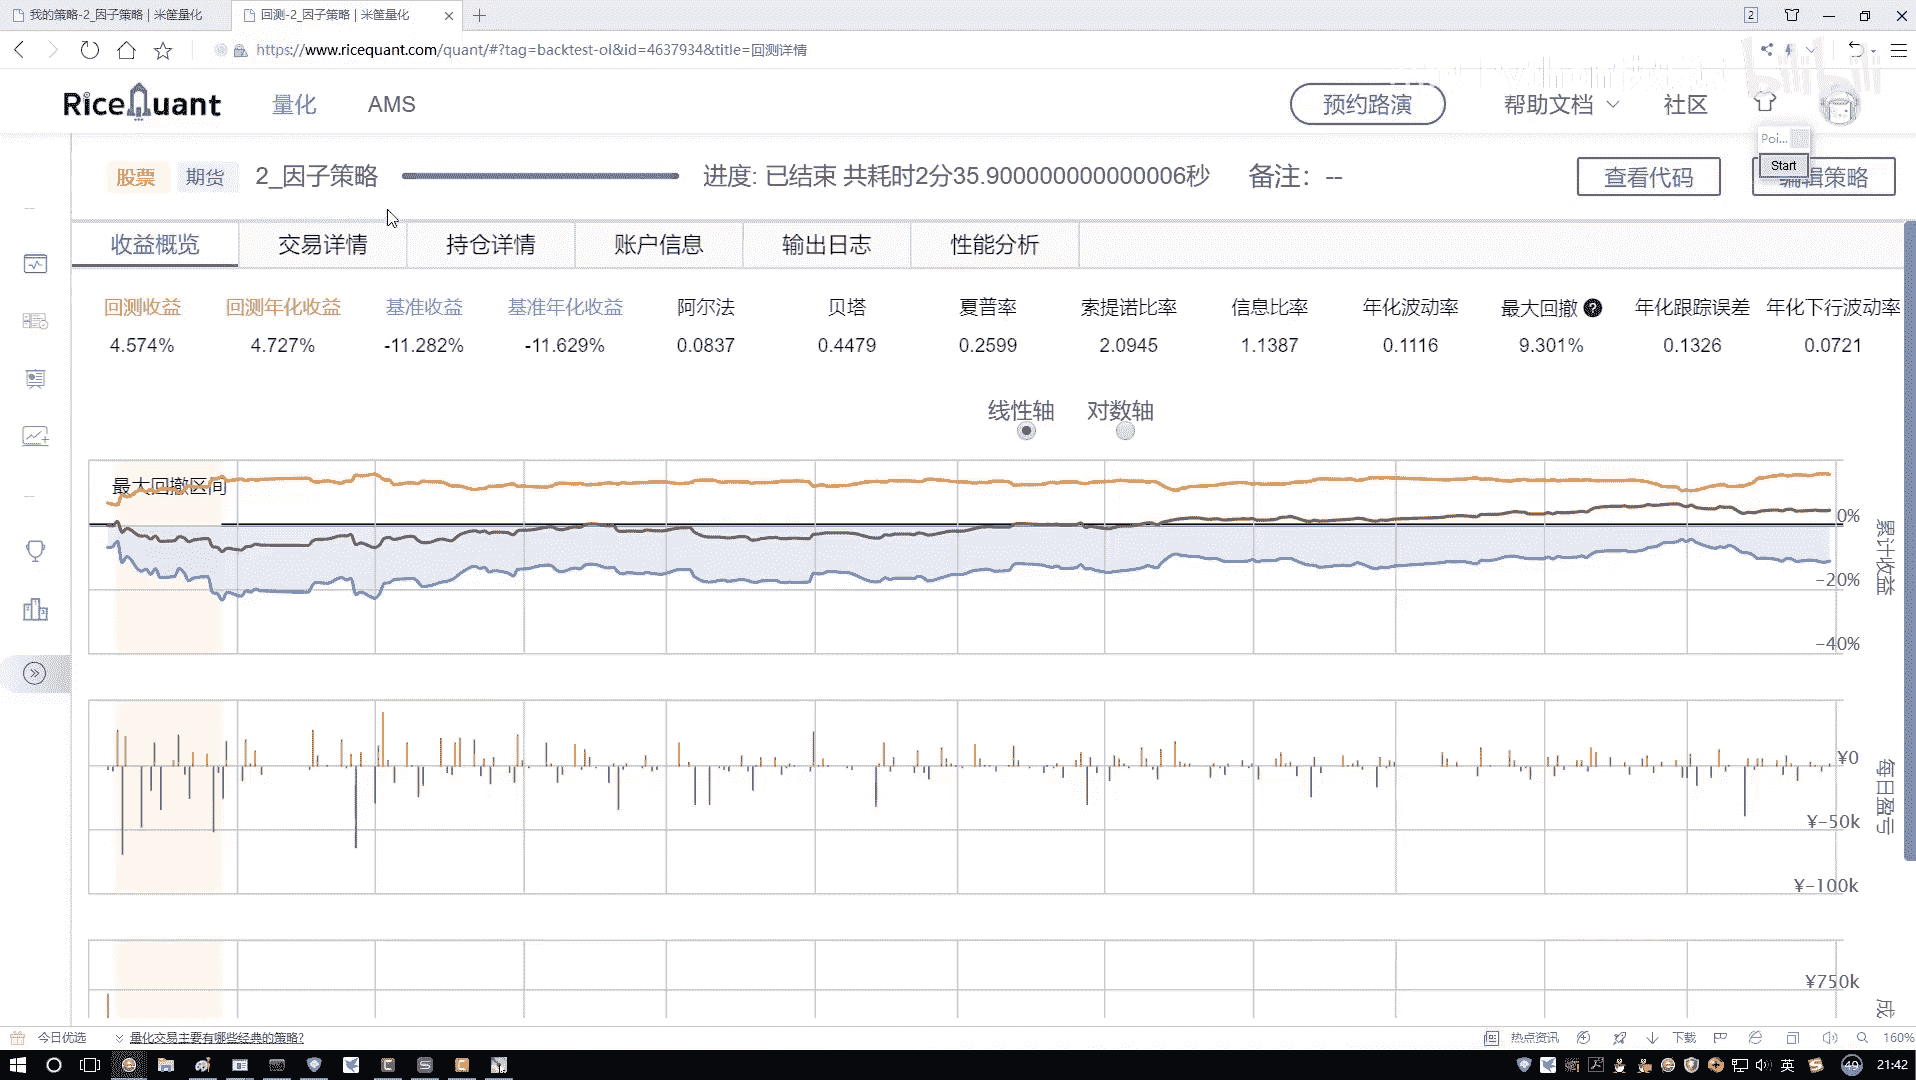 我的策略-2_因子策略 | 米筐量化
回测-2_因子策略 | 米筐量化
2
https://www.ricequant.com/quant/#?tag=backtest-ol&id=4637934&title=回测详情
bilibili
RiceQuant
量化
AMS
预约路演
帮助文档
社区
Poi...
Start
股票
期货
2_因子策略
进度: 已结束 共耗时2分35.900000000000006秒
备注: --
查看代码
编辑策略
收益概览
交易详情
持仓详情
账户信息
输出日志
性能分析
回测收益 回测年化收益 基准收益 基准年化收益 阿尔法 贝塔 夏普率 索提诺比率 信息比率 年化波动率 最大回撤 ? 年化跟踪误差 年化下行波动率
4.574% 4.727% -11.282% -11.629% 0.0837 0.4479 0.2599 2.0945 1.1387 0.1116 9.301% 0.1326 0.0721
线性轴 对数轴
最大回撤区间
0%
-20%
-40%
累计收益
¥0
¥-50k
¥-100k
每日盈亏
¥750k
成
今日优选
量化交易主要有哪些经典的策略?
热点资讯
下载
160%
英
49
21:42